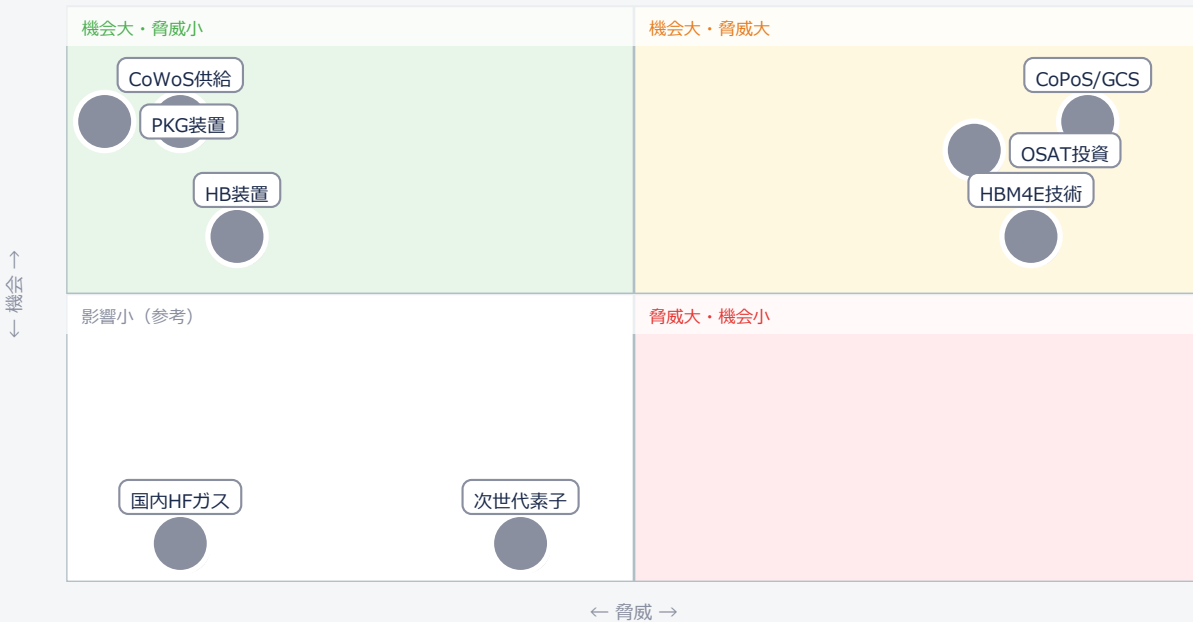 機会大・脅威小
機会大・脅威大
CoWoS供給
CoPoS/GCS
PKG装置
OSAT投資
HB装置
HBM4E技術
← 機会 →
影響小（参考）
脅威大・機会小
国内HFガス
次世代素子
← 脅威 →